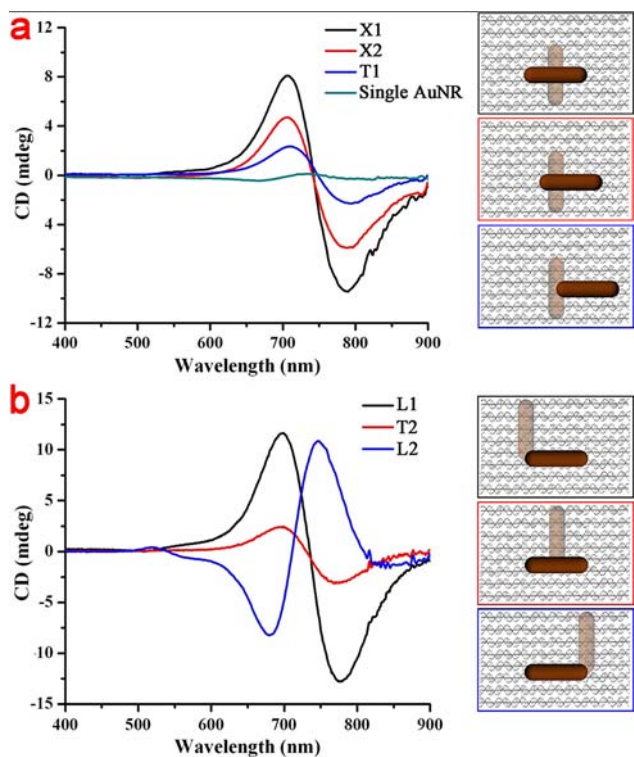 a
X1
X2
T1
Single AuNR
CD (mdeg)
12
8
4
0
-4
-8
-12
400 500 600 700 800 900
Wavelength (nm)
b
L1
T2
L2
CD (mdeg)
15
10
5
0
-5
-10
-15
400 500 600 700 800 900
Wavelength (nm)